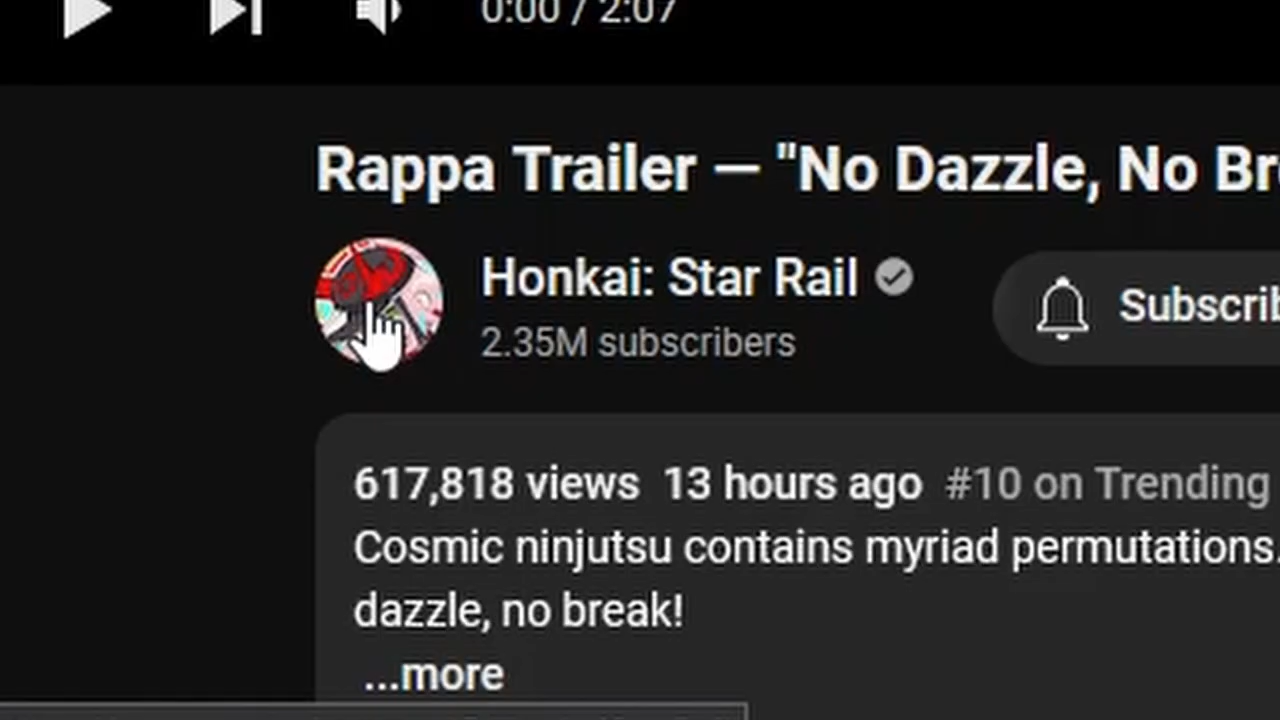 0:00 / 2:07
Rappa Trailer — "No Dazzle, No Br
Honkai: Star Rail
2.35M subscribers
Subscrib
617,818 views 13 hours ago #10 on Trending
Cosmic ninjutsu contains myriad permutations.
dazzle, no break!
...more